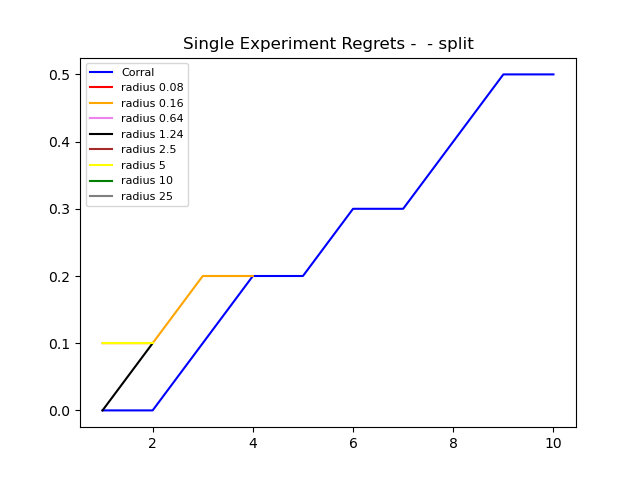 Single Experiment Regrets -  - split
Corral
radius 0.08
radius 0.16
radius 0.64
radius 1.24
radius 2.5
radius 5
radius 10
radius 25
0.5
0.4
0.3
0.2
0.1
0.0
2 4 6 8 10